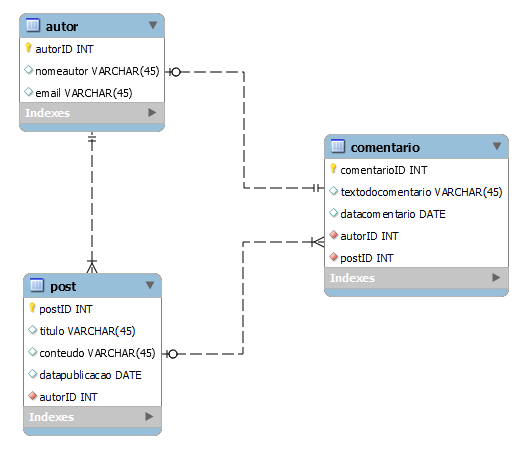 autor
autorID INT
nomeautor VARCHAR(45)
email VARCHAR(45)
Indexes
comentario
comentarioID INT
textodocomentario VARCHAR(45)
datacomentario DATE
autorID INT
postID INT
Indexes
post
postID INT
titulo VARCHAR(45)
conteudo VARCHAR(45)
datapublicacao DATE
autorID INT
Indexes